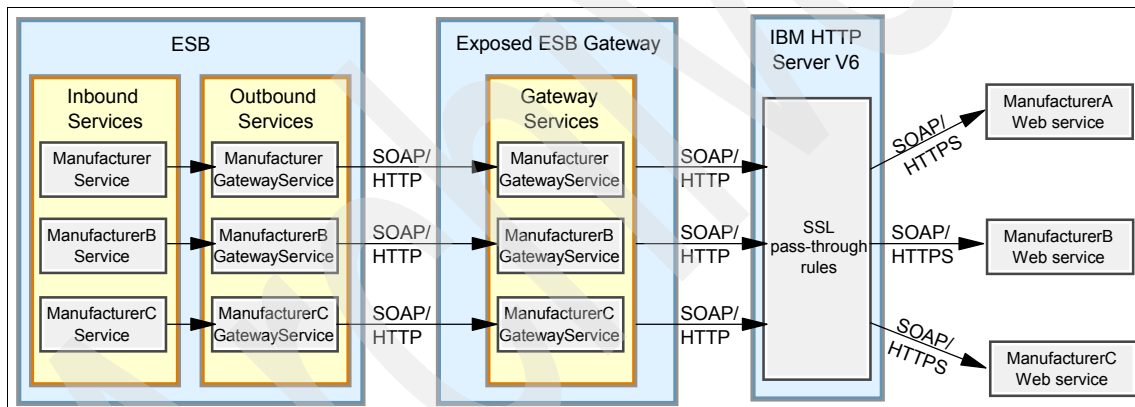 ESB
Exposed ESB Gateway
IBM HTTP
Server V6
Inbound
Services
Outbound
Services
Gateway
Services
Manufacturer
Service
Manufacturer
GatewayService
SOAP/
HTTP
Manufacturer
GatewayService
SOAP/
HTTP
ManufacturerB
Service
ManufacturerB
GatewayService
SOAP/
HTTP
ManufacturerB
GatewayService
SOAP/
HTTP
ManufacturerC
Service
ManufacturerC
GatewayService
SOAP/
HTTP
ManufacturerC
GatewayService
SOAP/
HTTP
SSL
pass-through
rules
SOAP/
HTTPS
ManufacturerA
Web service
SOAP/
HTTPS
ManufacturerB
Web service
SOAP/
HTTPS
ManufacturerC
Web service